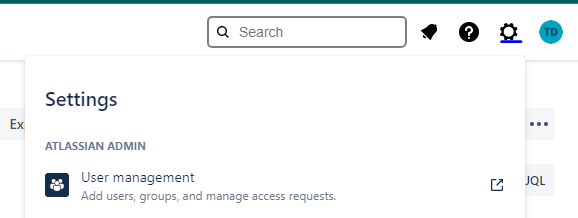 Search
TD
Settings
Ex
ATLASSIAN ADMIN
User management
Add users, groups, and manage access requests.
JQL